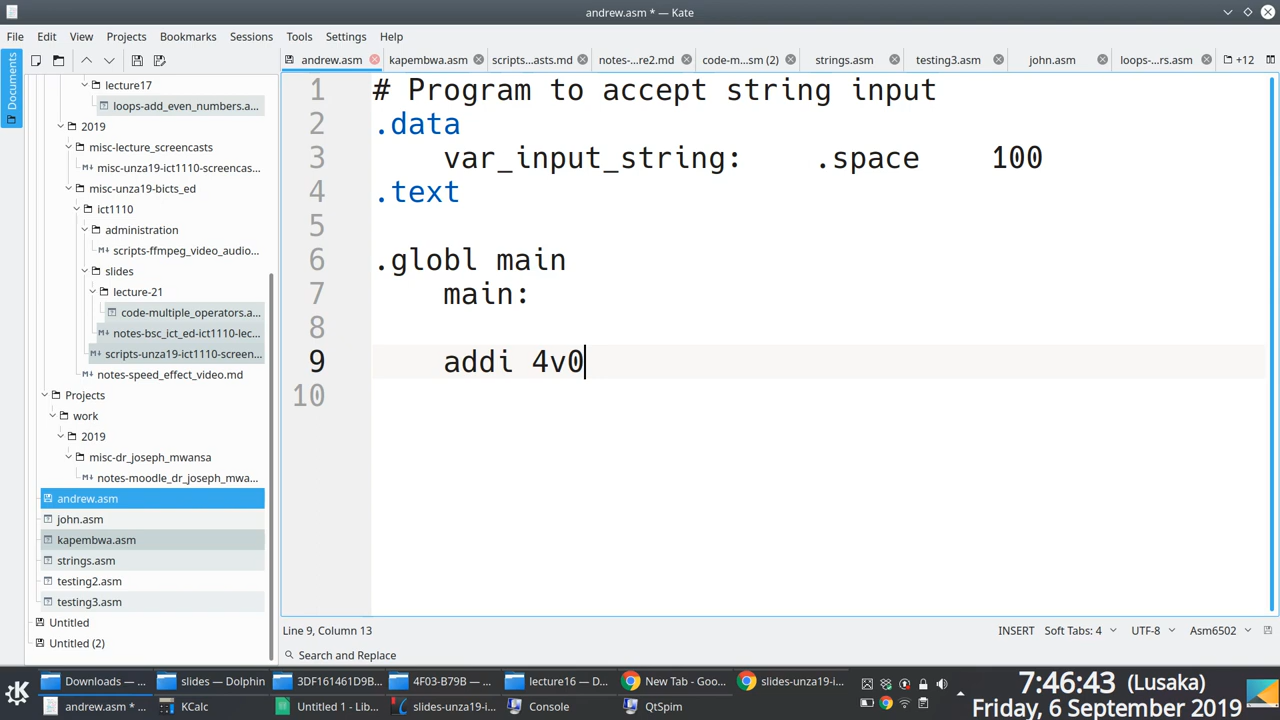 andrew.asm * — Kate
File Edit View Projects Bookmarks Sessions Tools Settings Help
andrew.asm kapembwa.asm scripts...asts.md notes-...re2.md code-m...sm (2) strings.asm testing3.asm john.asm loops-...rs.asm +12
Documents
lecture17
loops-add_even_numbers.a...
2019
misc-lecture_screencasts
misc-unza19-ict1110-screencas...
misc-unza19-bicts_ed
ict1110
administration
scripts-ffmpeg_video_audio...
slides
lecture-21
code-multiple_operators.a...
notes-bsc_ict_ed-ict1110-lec...
scripts-unza19-ict1110-screen...
notes-speed_effect_video.md
Projects
work
2019
misc-dr_joseph_mwansa
notes-moodle_dr_joseph_mwa...
andrew.asm
john.asm
kapembwa.asm
strings.asm
testing2.asm
testing3.asm
Untitled
Untitled (2)
1 # Program to accept string input
2 .data
3 var_input_string: .space 100
4 .text
5
6 .globl main
7 main:
8
9 addi 4v0
10
Line 9, Column 13 INSERT Soft Tabs: 4 UTF-8 Asm6502
Search and Replace
Downloads — ... slides — Dolphin 3DF161461D9B... 4F03-B79B — ... lecture16 — D... New Tab - Goo... slides-unza19-i...
andrew.asm * ... KCalc Untitled 1 - Lib... slides-unza19-i... Console QtSpim
7:46:43 (Lusaka)
Friday, 6 September 2019